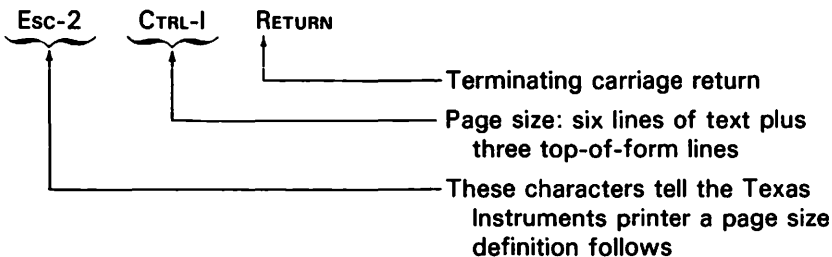 Esc-2 CTRL-I RETURN
Terminating carriage return
Page size: six lines of text plus
three top-of-form lines
These characters tell the Texas
Instruments printer a page size
definition follows